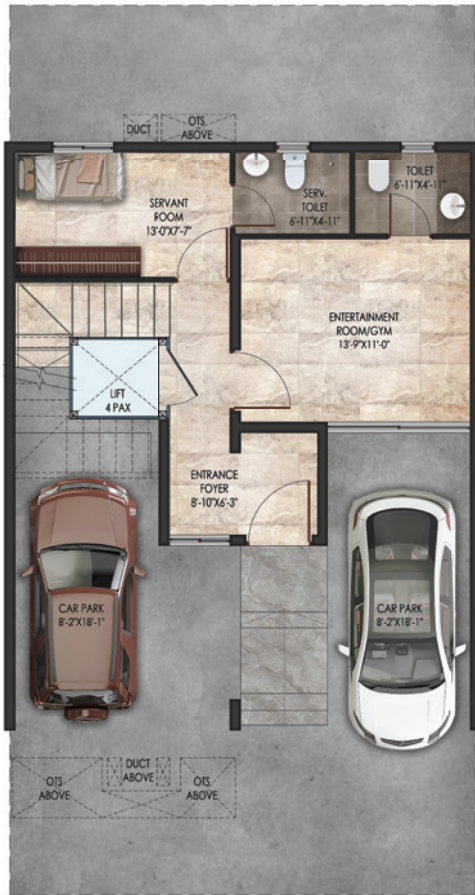 DUCT
OTS
ABOVE
SERVANT
ROOM
13'-0"X7'-7"
SERV.
TOILET
6'-11"X4'-11"
TOILET
6'-11"X4'-11"
ENTERTAINMENT
ROOM/GYM
13'-9"X11'-0"
LIFT
4 PAX
ENTRANCE
FOYER
8'-10"X6'-3"
CAR PARK
8'-2"X18'-1"
CAR PARK
8'-2"X18'-1"
OTS
ABOVE
DUCT
ABOVE
OTS
ABOVE